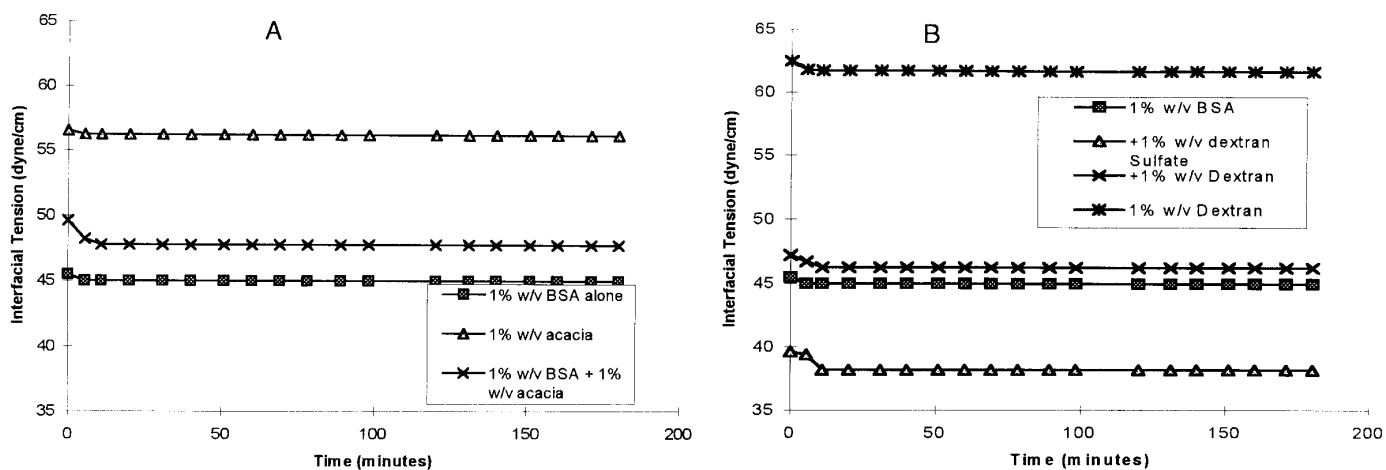 A
65
60
55
50
45
40
35
Interfacial Tension (dyne/cm)
0
50
100
150
200
Time (minutes)
1% w/v BSA alone
1% w/v acacia
1% w/v BSA + 1%
w/v acacia
B
65
60
55
50
45
40
35
Interfacial Tension (dyne/cm)
0
50
100
150
200
Time (minutes)
1% w/v BSA
+1% w/v dextran
Sulfate
+1% w/v Dextran
1% w/v Dextran